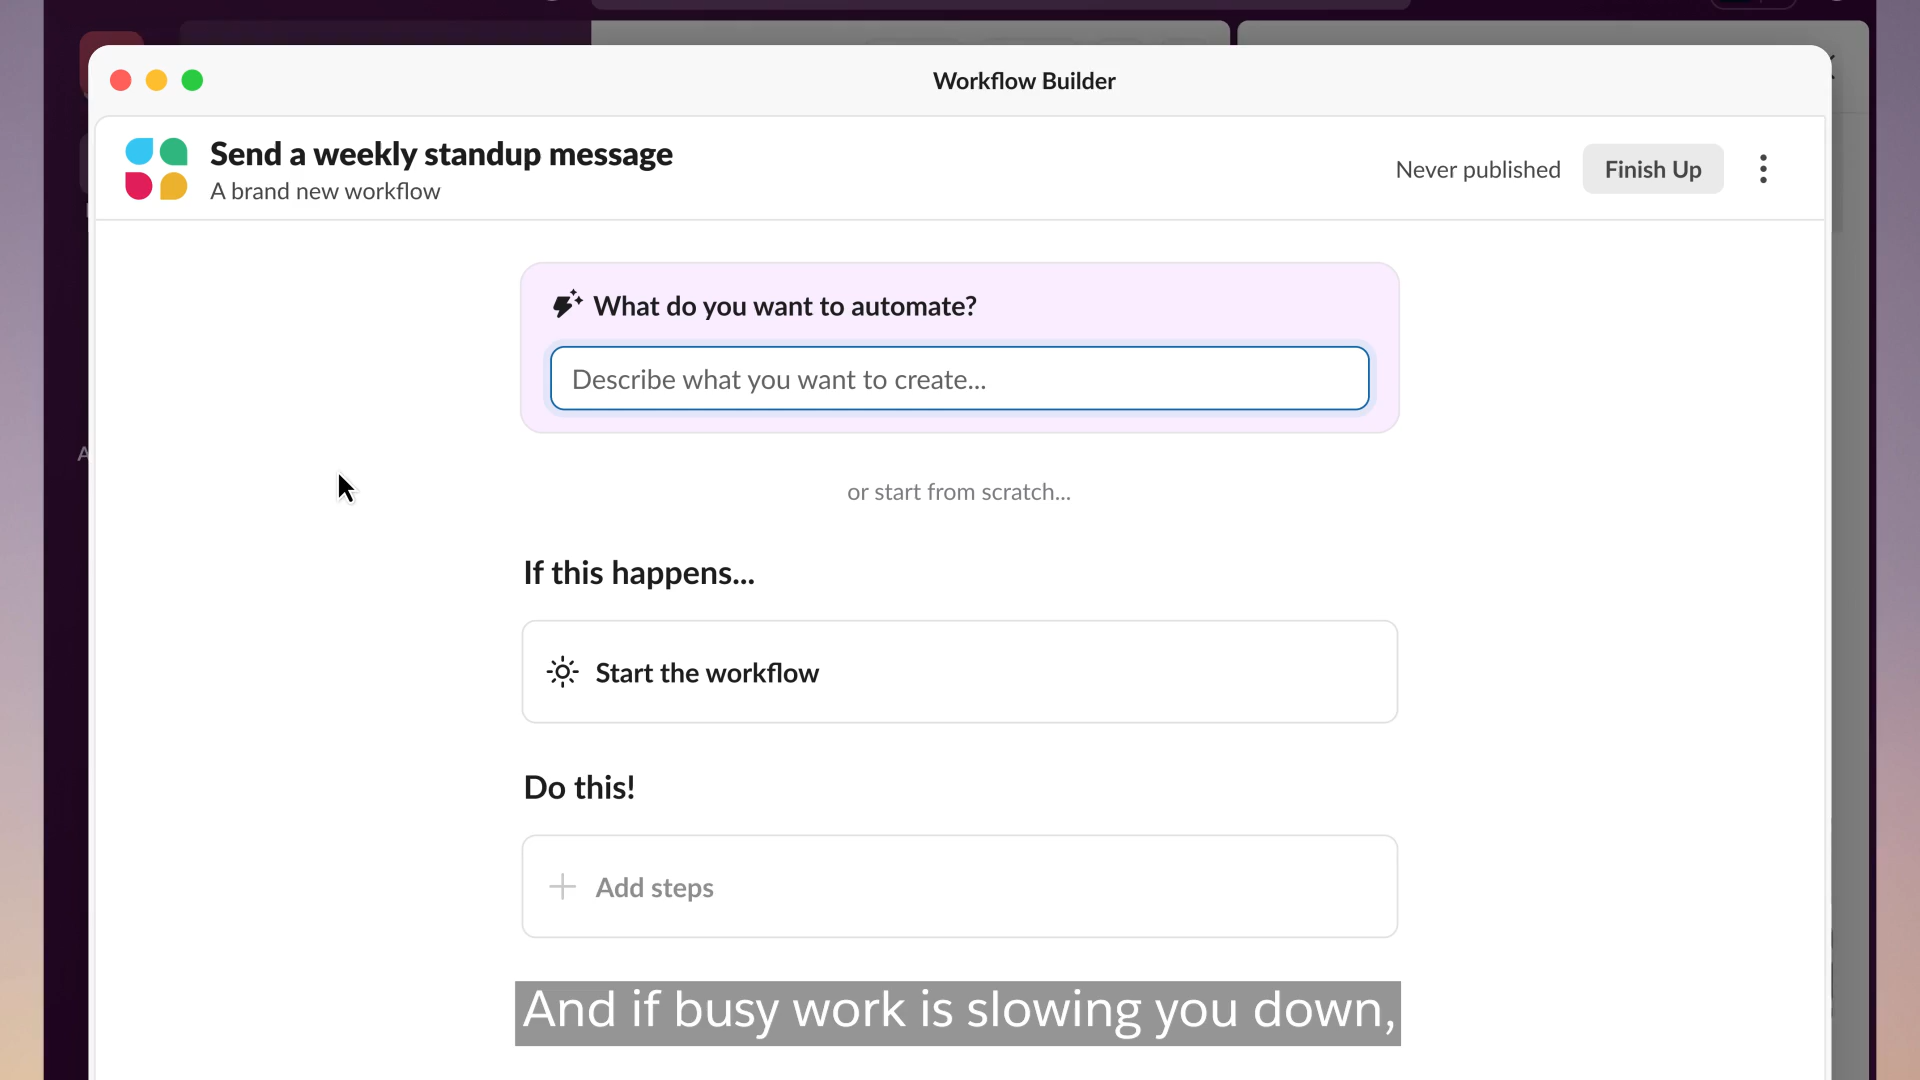 Workflow Builder
Send a weekly standup message
A brand new workflow
Never published
Finish Up
What do you want to automate?
Describe what you want to create...
or start from scratch...
If this happens...
Start the workflow
Do this!
Add steps
And if busy work is slowing you down,